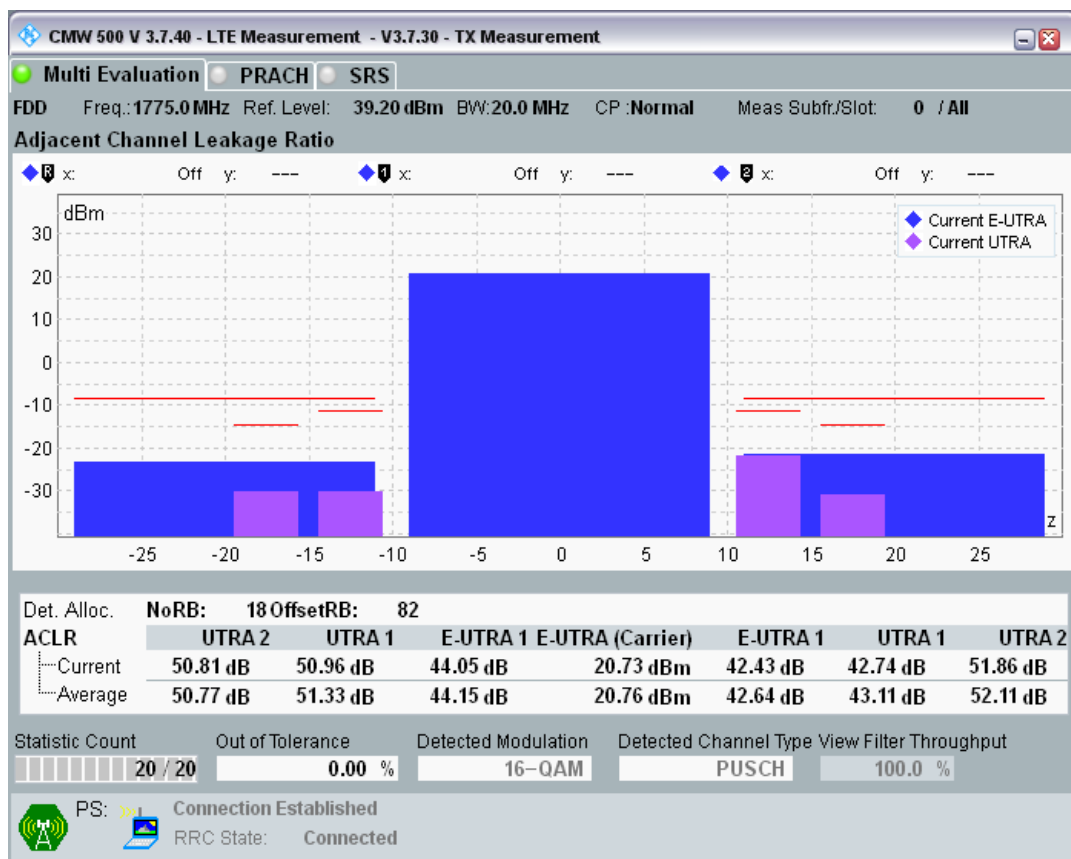 CMW 500 V 3.7.40 - LTE Measurement - V3.7.30 - TX Measurement
Multi Evaluation PRACH SRS
FDD Freq.: 1775.0 MHz Ref. Level: 39.20 dBm BW: 20.0 MHz CP : Normal Meas Subfr./Slot: 0 / All
Adjacent Channel Leakage Ratio
R x: Off y: --- 1 x: Off y: --- 2 x: Off y: ---
dBm
Current E-UTRA
Current UTRA
30
20
10
0
-10
-20
-30
z
-25 -20 -15 -10 -5 0 5 10 15 20 25
Det. Alloc. NoRB: 18 OffsetRB: 82
ACLR UTRA 2 UTRA 1 E-UTRA 1 E-UTRA (Carrier) E-UTRA 1 UTRA 1 UTRA 2
Current 50.81 dB 50.96 dB 44.05 dB 20.73 dBm 42.43 dB 42.74 dB 51.86 dB
Average 50.77 dB 51.33 dB 44.15 dB 20.76 dBm 42.64 dB 43.11 dB 52.11 dB
Statistic Count Out of Tolerance Detected Modulation Detected Channel Type View Filter Throughput
20 / 20 0.00 % 16-QAM PUSCH 100.0 %
PS: Connection Established
RRC State: Connected